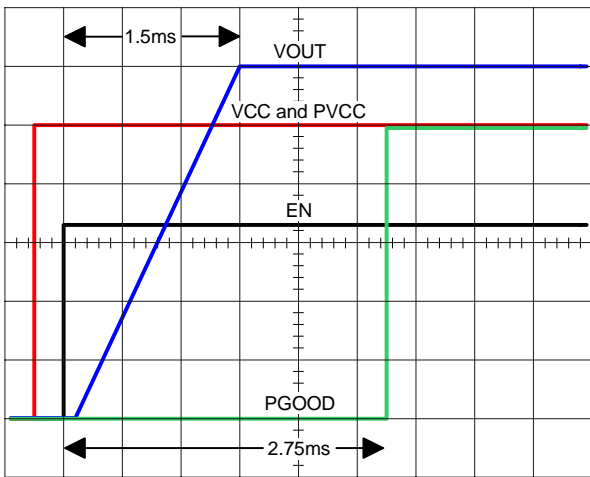 1.5ms
VOUT
VCC and PVCC
EN
PGOOD
2.75ms